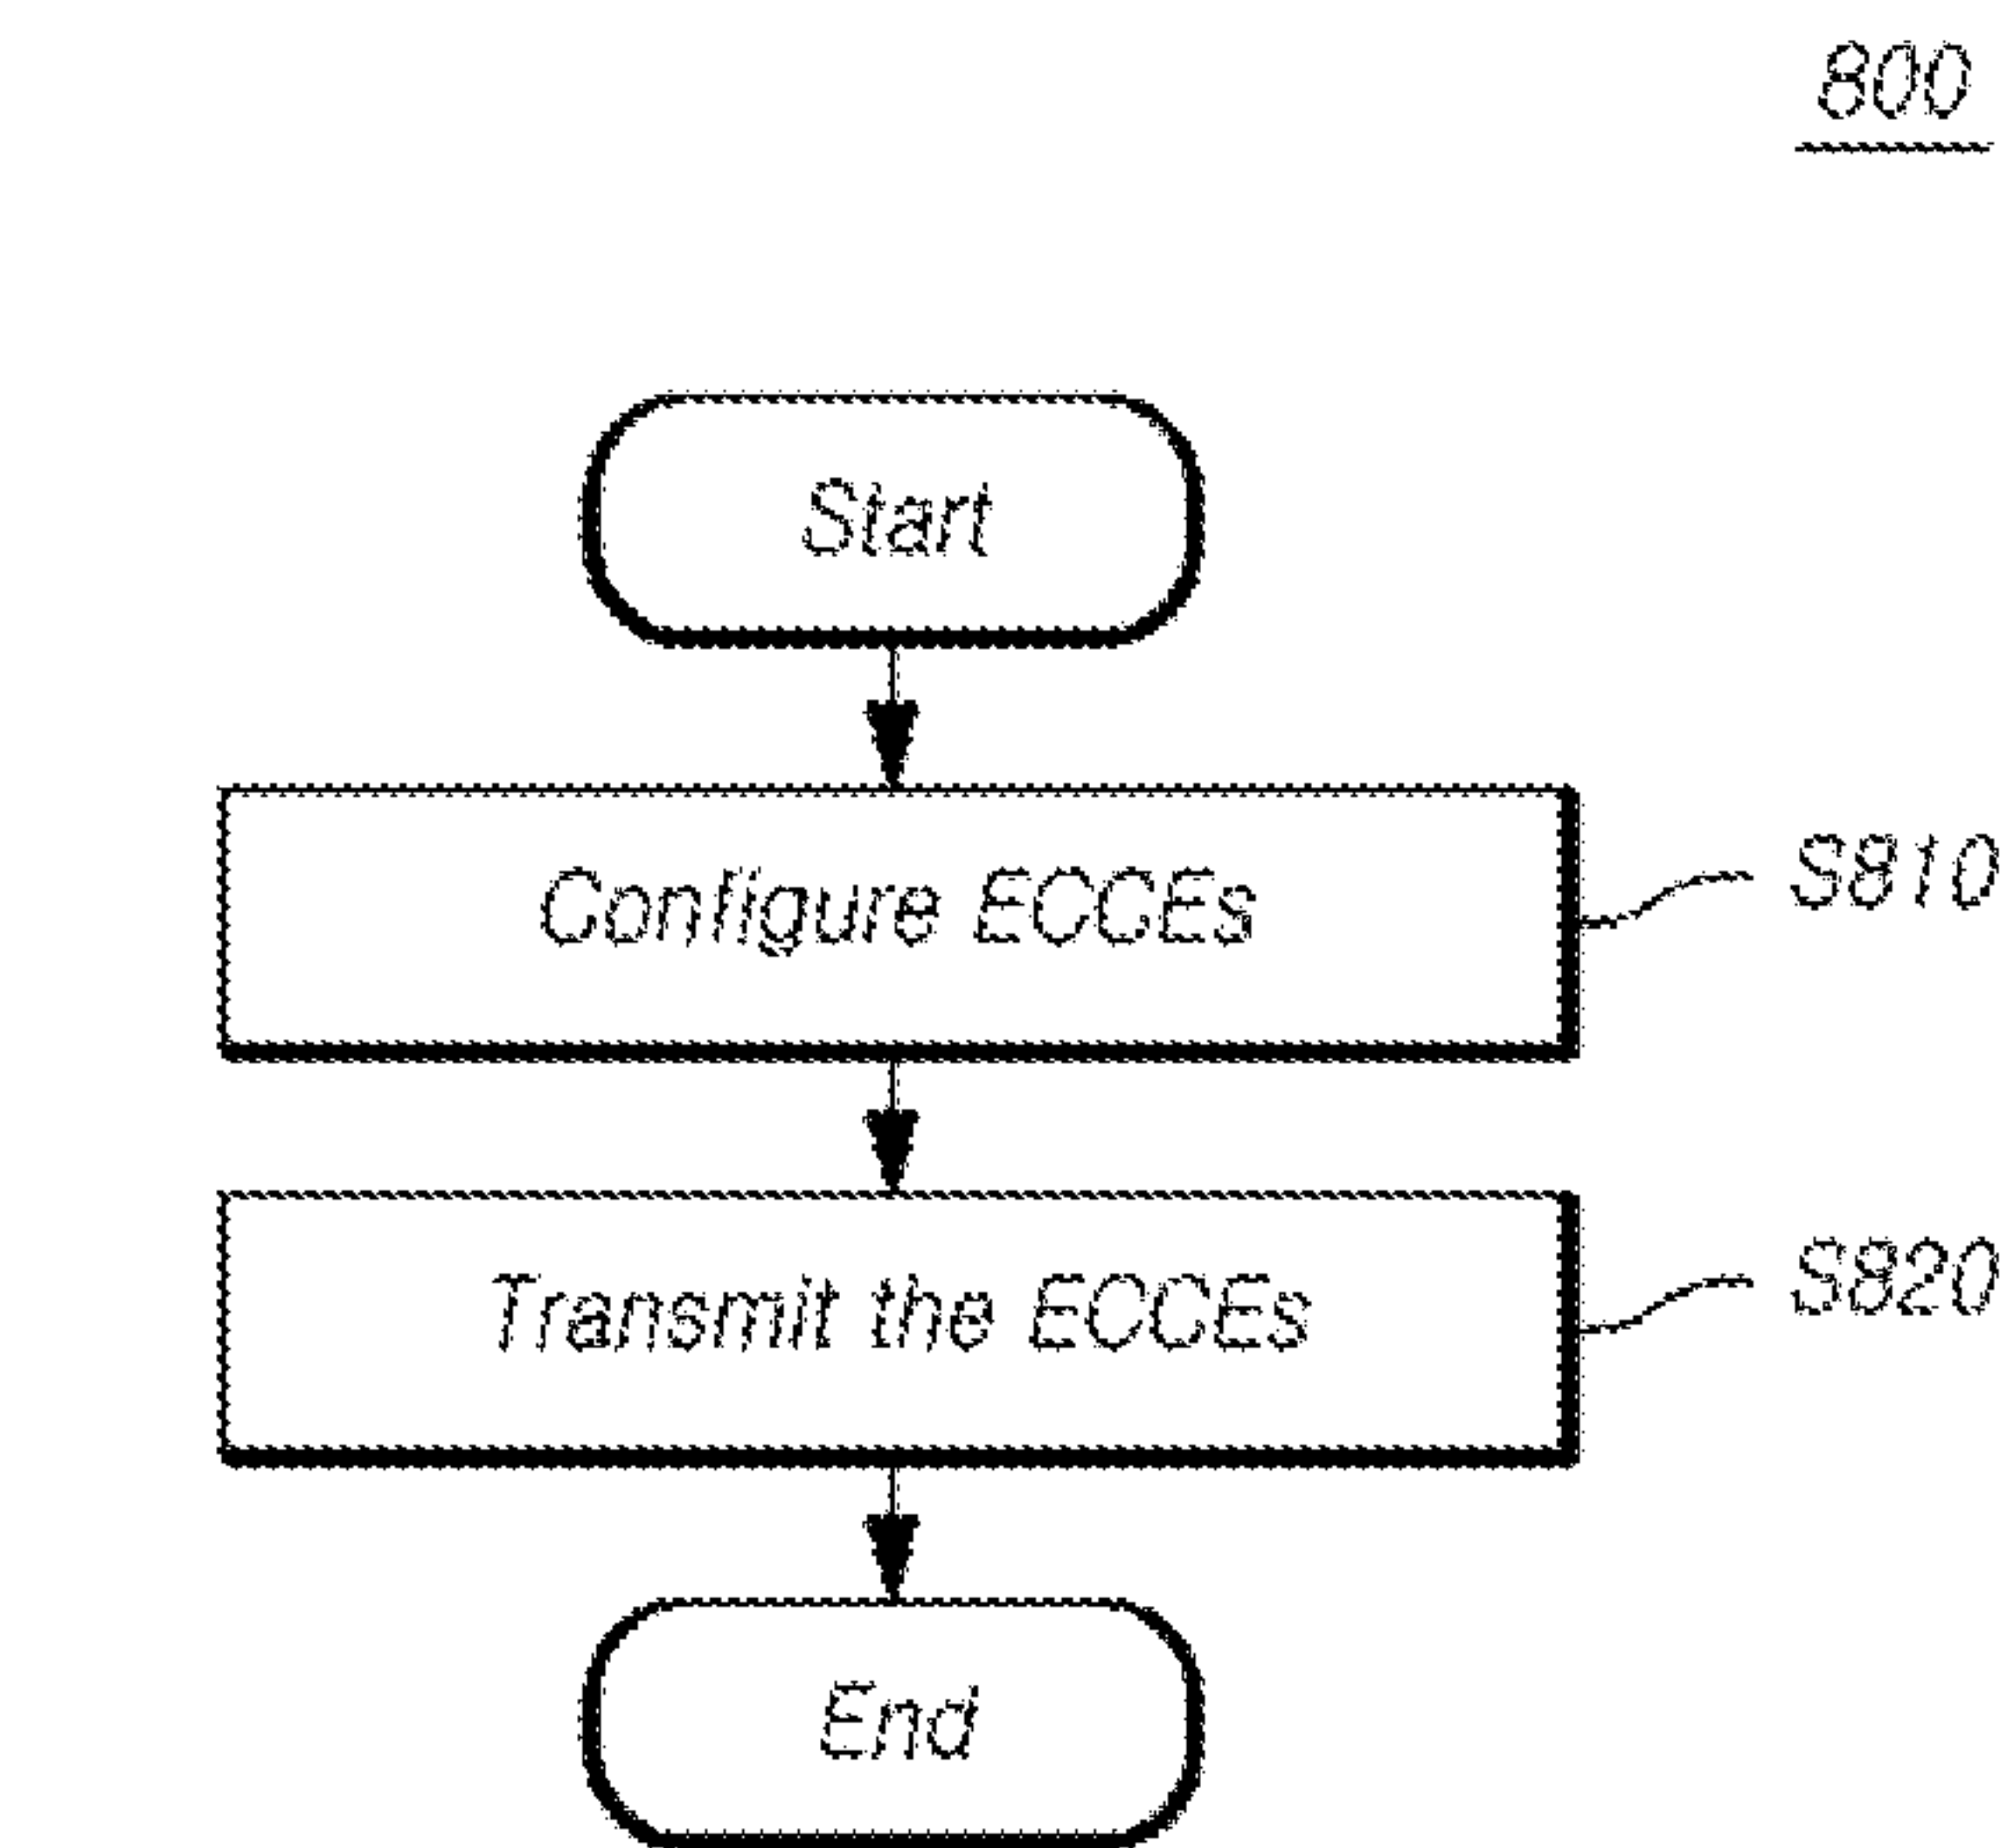 800
Start
Configure ECCEs
S810
Transmit the ECCEs
S820
End